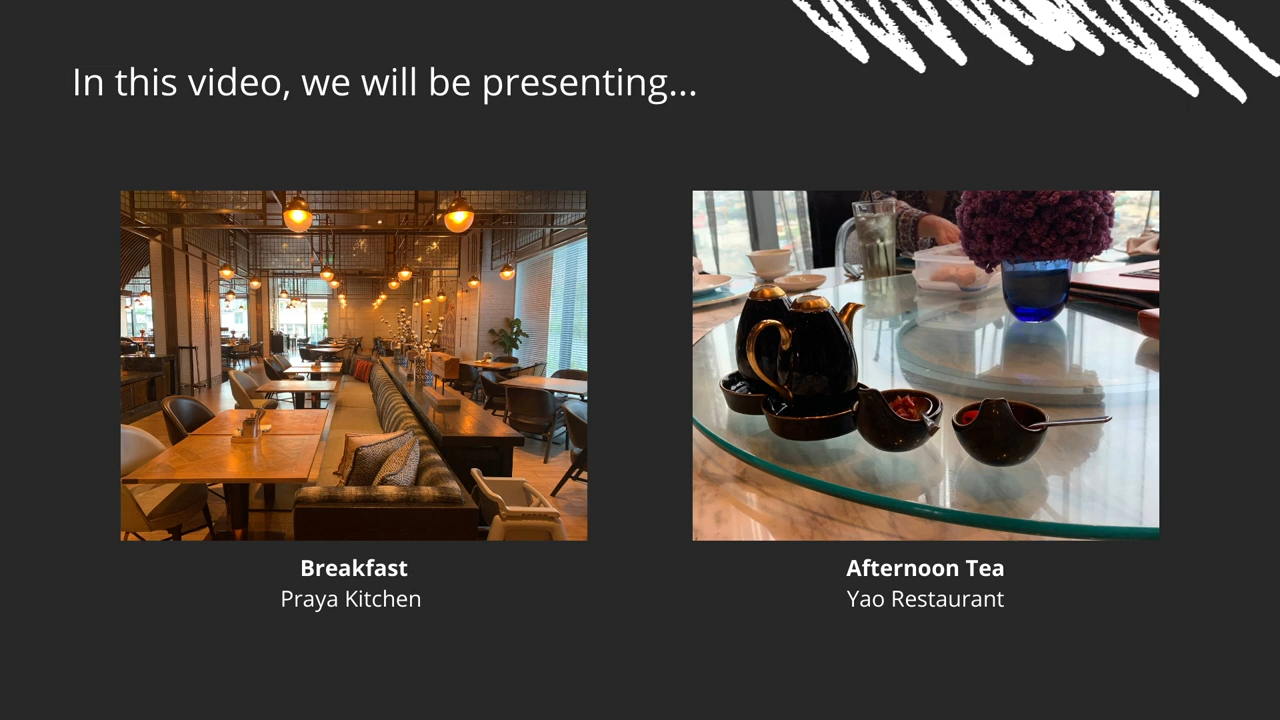 In this video, we will be presenting...
Breakfast
Praya Kitchen
Afternoon Tea
Yao Restaurant